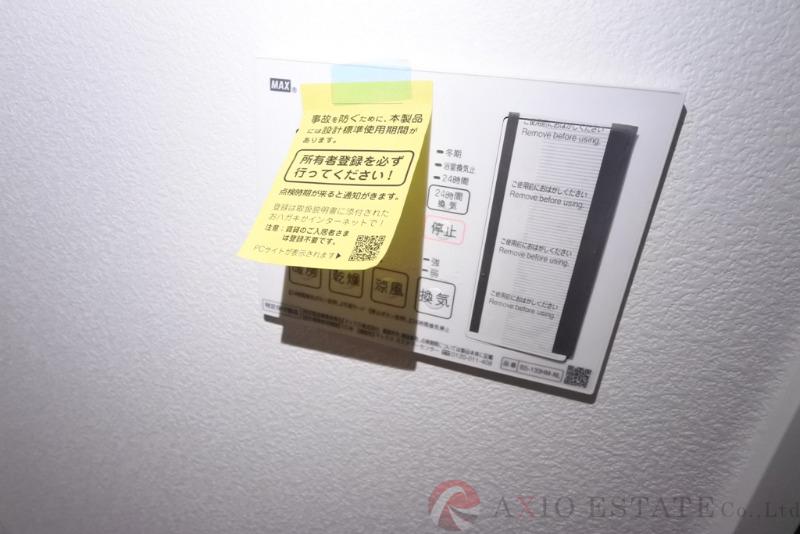 MAX®
事故を防ぐために、本製品
には設計標準使用期間が
あります。
所有者登録を必ず
行ってください！
点検時期が来ると通知がきます。
登録は取扱説明書に添付された
おハガキかインターネットで！
注意：賃貸のご入居者さま
は登録不要です。
PCサイトが表示されます▶
冬期
浴室換気止
24時間
24時間
換気
停止
強
弱
暖房
乾燥
涼風
換気
ご使用前におはがしください
Remove before using.
ご使用前におはがしください
Remove before using.
ご使用前におはがしください
Remove before using.
ご使用前におはがしください
Remove before using.
0120-011-408
品番 BS-133HM-NL
AXIO ESTATE Co.,Ltd